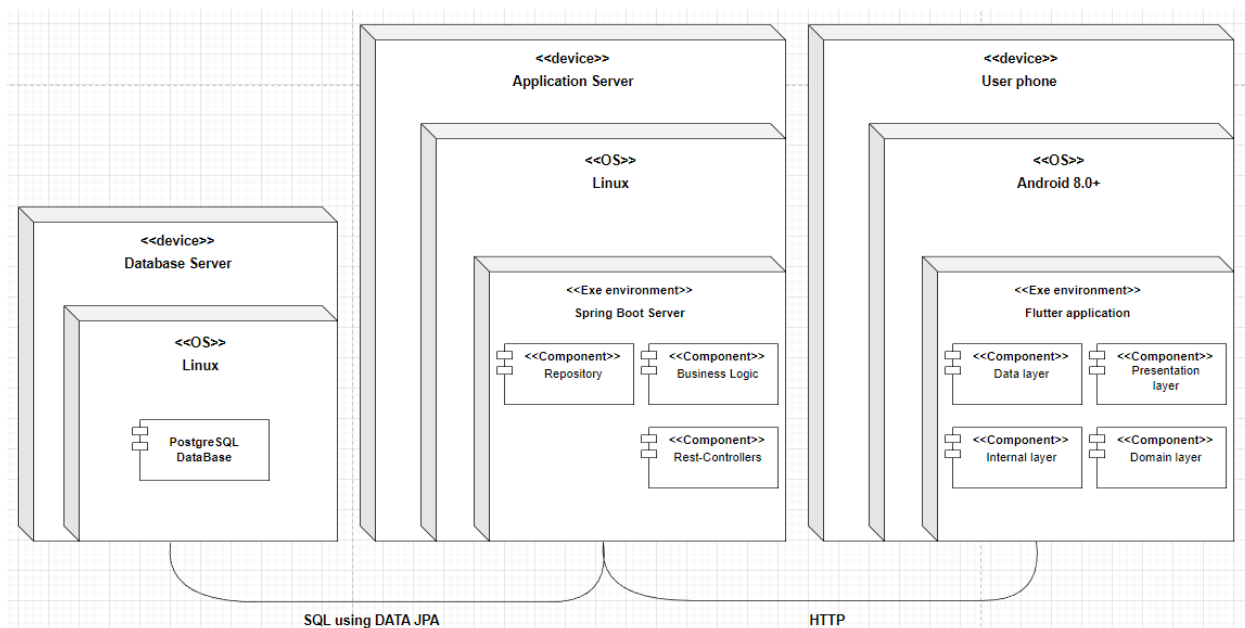 <<device>>
Database Server
<<OS>>
Linux
PostgreSQL
DataBase
<<device>>
Application Server
<<OS>>
Linux
<<Exe environment>>
Spring Boot Server
<<Component>>
Repository
<<Component>>
Business Logic
<<Component>>
Rest-Controllers
<<device>>
User phone
<<OS>>
Android 8.0+
<<Exe environment>>
Flutter application
<<Component>>
Data layer
<<Component>>
Presentation
layer
<<Component>>
Internal layer
<<Component>>
Domain layer
SQL using DATA JPA
HTTP